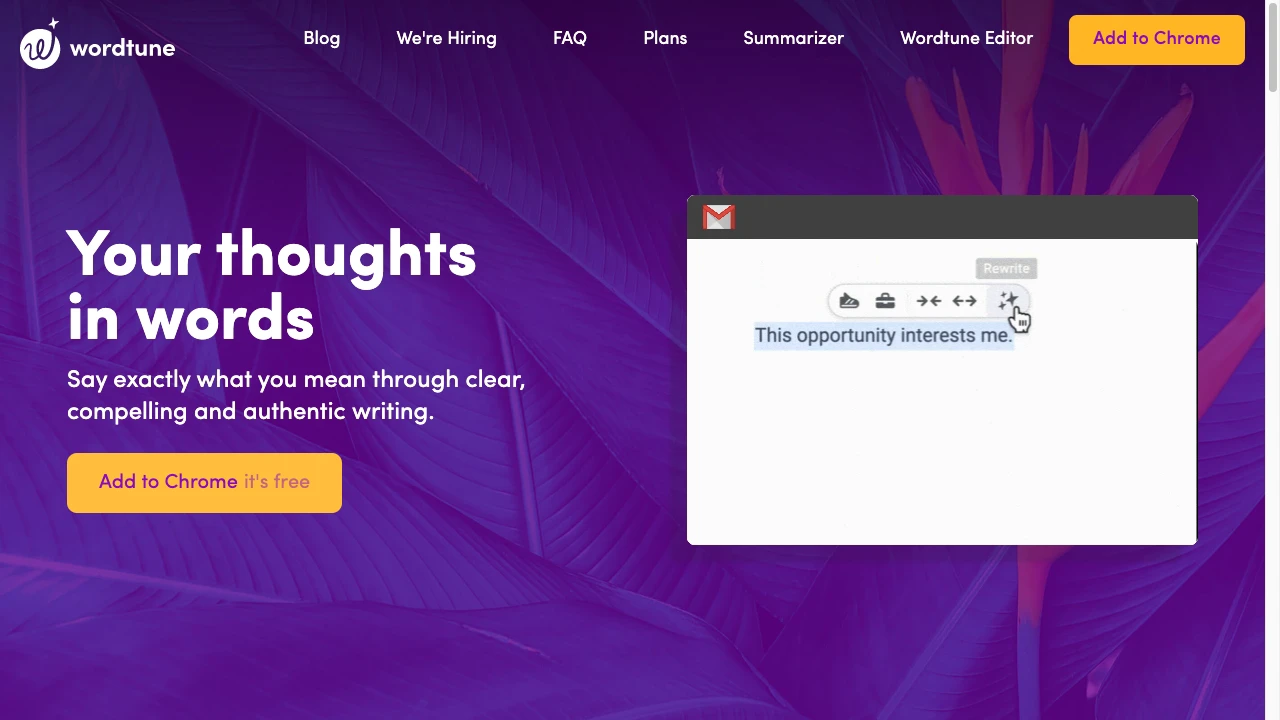 wordtune
Blog
We're Hiring
FAQ
Plans
Summarizer
Wordtune Editor
Add to Chrome
Your thoughts
in words
Say exactly what you mean through clear,
compelling and authentic writing.
Add to Chrome it's free
Rewrite
This opportunity interests me.